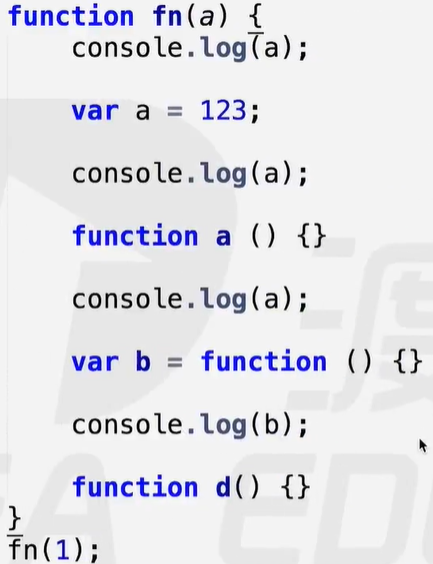 function fn(a) {
console.log(a);
var a = 123;
console.log(a);
function a () {}
console.log(a);
var b = function () {}
console.log(b);
function d() {}
}
fn(1);